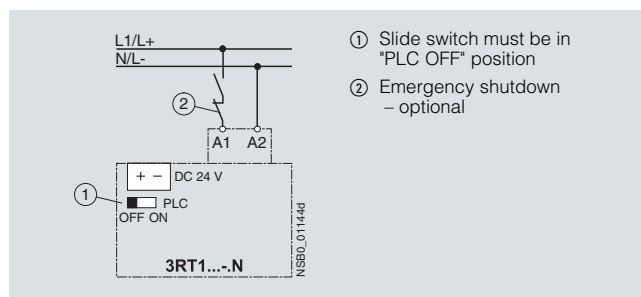 L1/L+
N/L-
②
A1 A2
+ − DC 24 V
①
PLC
OFF ON
3RT1...-.N
NSB0_01144d
① Slide switch must be in
"PLC OFF" position
② Emergency shutdown
– optional